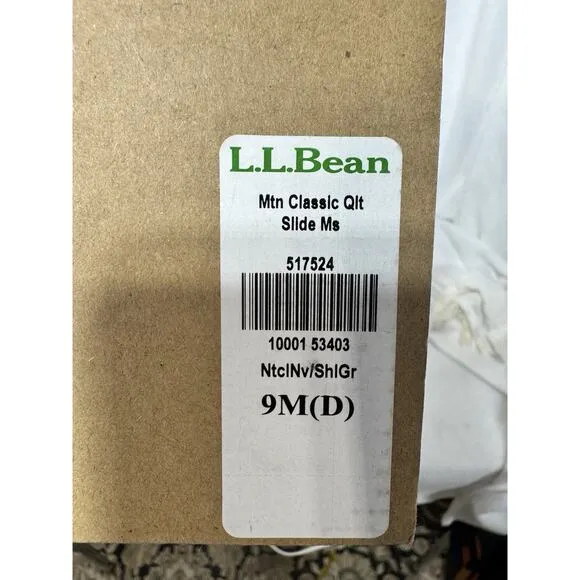 L.L.Bean
Mtn Classic Qlt
Slide Ms
517524
10001 53403
NtclNv/ShlGr
9M(D)